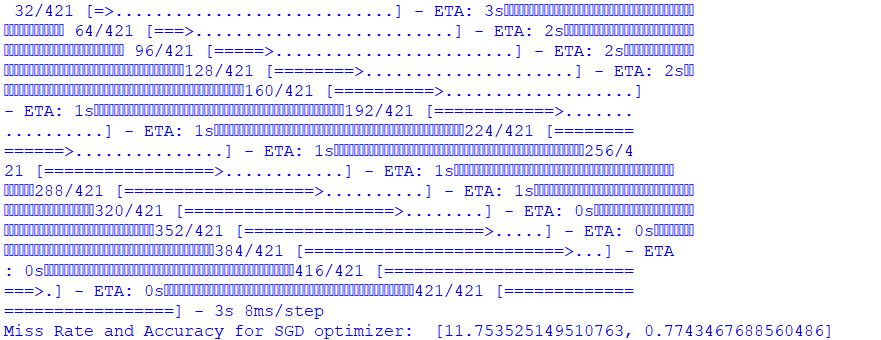 32/421 [=>............................] - ETA: 3s
64/421 [===>..........................] - ETA: 2s
96/421 [=====>........................] - ETA: 2s
128/421 [========>.....................] - ETA: 2s
160/421 [==========>...................]
- ETA: 1s 192/421 [============>.......
..........] - ETA: 1s 224/421 [========
======>..............] - ETA: 1s 256/4
21 [=================>............] - ETA: 1s
288/421 [===================>..........] - ETA: 1s
320/421 [=====================>........] - ETA: 0s
352/421 [========================>.....] - ETA: 0s
384/421 [==========================>...] - ETA
: 0s 416/421 [=========================
===>.] - ETA: 0s 421/421 [=============
=================] - 3s 8ms/step
Miss Rate and Accuracy for SGD optimizer:  [11.753525149510763, 0.7743467688560486]